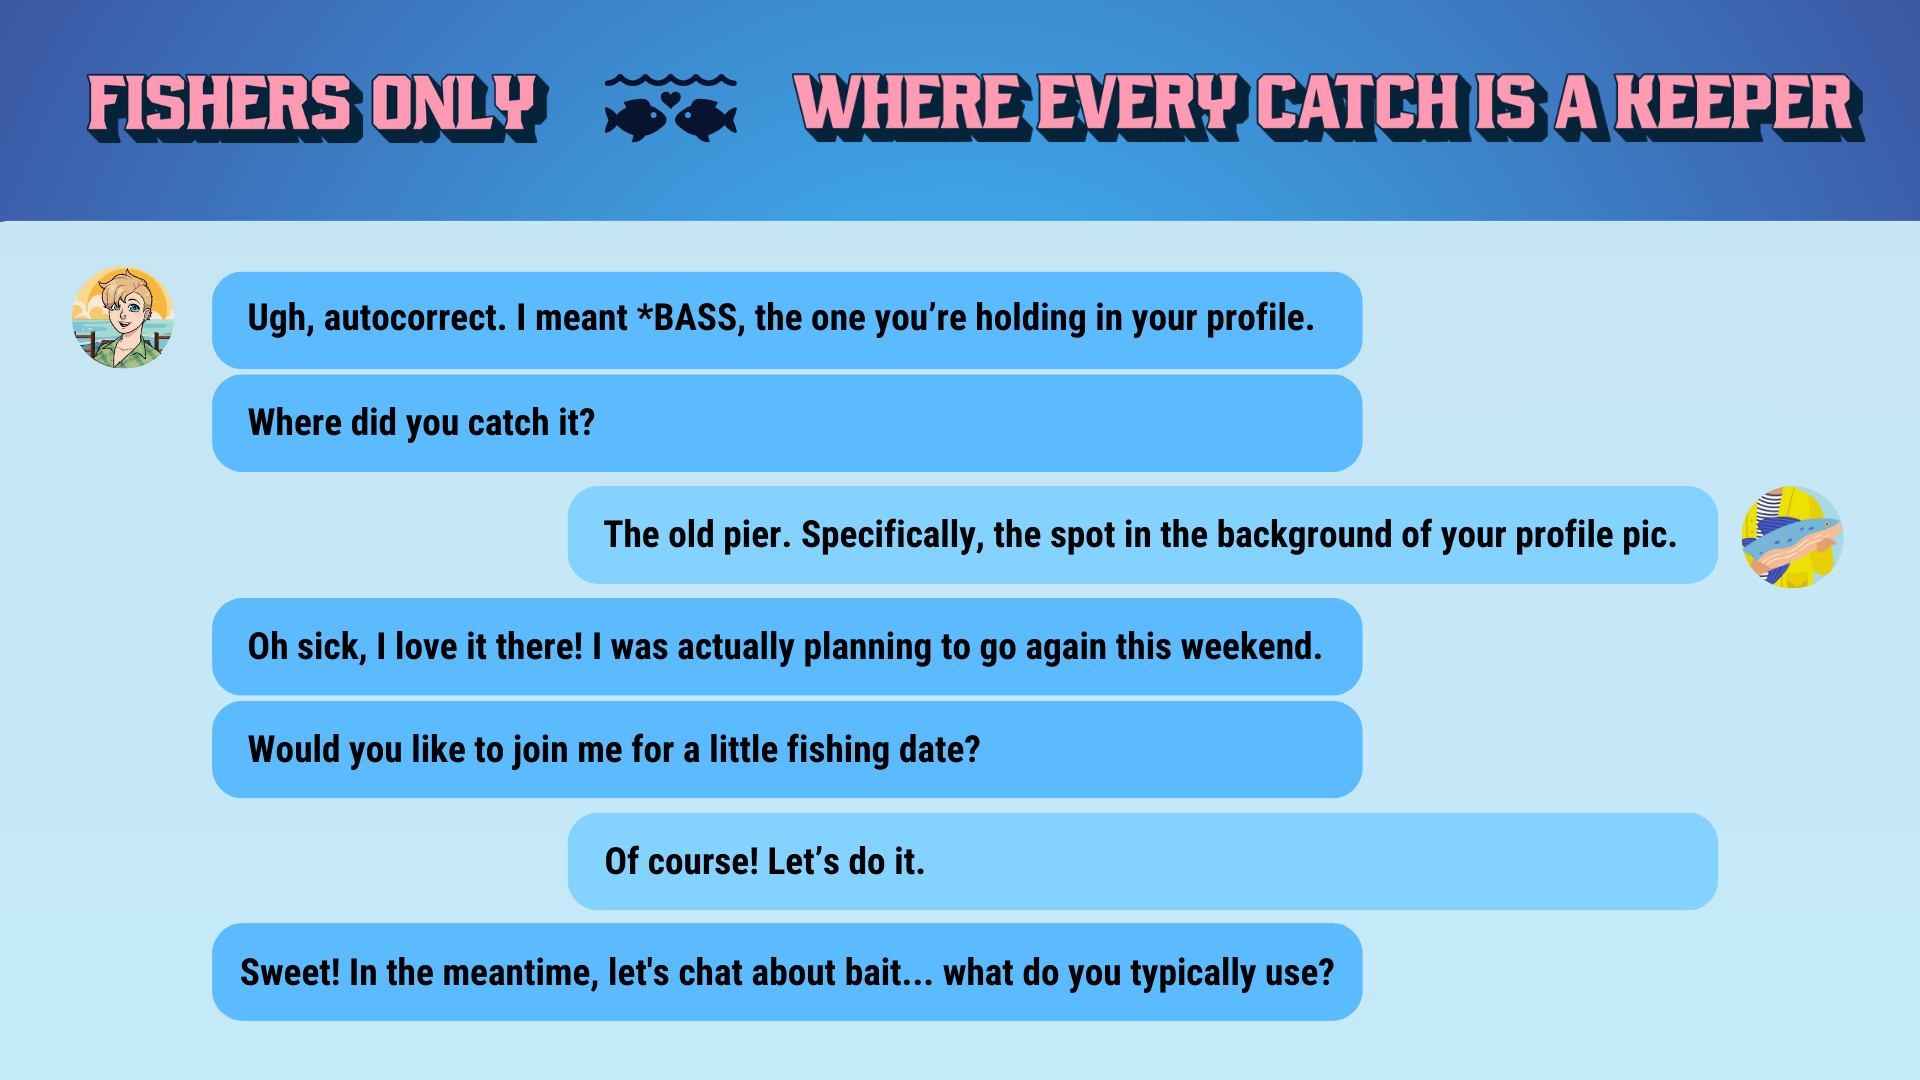 FISHERS ONLY WHERE EVERY CATCH IS A KEEPER
Ugh, autocorrect. I meant *BASS, the one you’re holding in your profile.
Where did you catch it?
The old pier. Specifically, the spot in the background of your profile pic.
Oh sick, I love it there! I was actually planning to go again this weekend.
Would you like to join me for a little fishing date?
Of course! Let’s do it.
Sweet! In the meantime, let's chat about bait... what do you typically use?